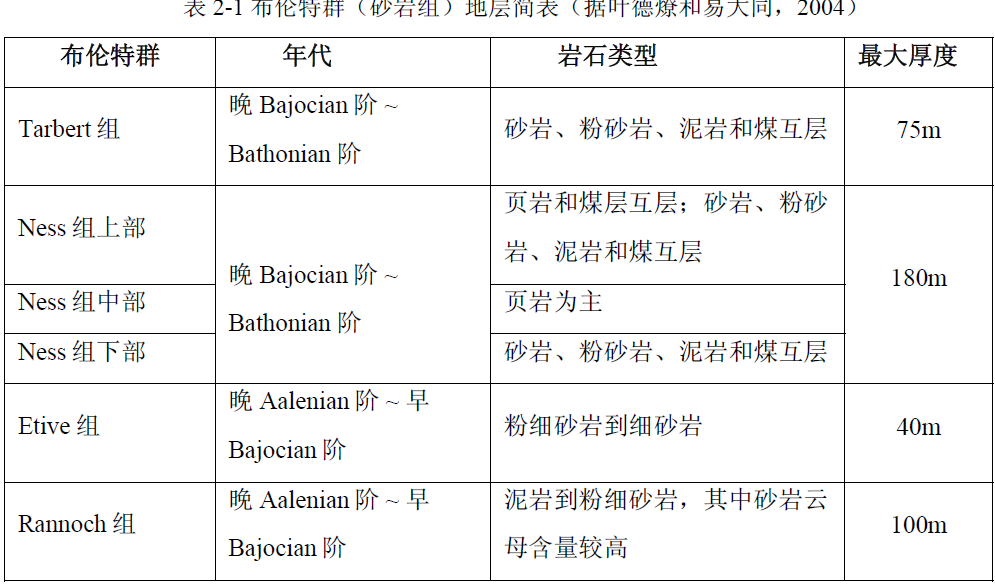 表 2-1 布伦特群（砂岩组）地层简表（据叶德燎和易大同，2004）
布伦特群 年代 岩石类型 最大厚度
Tarbert 组
晚 Bajocian 阶 ~
Bathonian 阶
砂岩、粉砂岩、泥岩和煤互层
75m
Ness 组上部
晚 Bajocian 阶 ~
Bathonian 阶
页岩和煤层互层；砂岩、粉砂
岩、泥岩和煤互层
180m
Ness 组中部
页岩为主
Ness 组下部
砂岩、粉砂岩、泥岩和煤互层
Etive 组
晚 Aalenian 阶 ~ 早
Bajocian 阶
粉细砂岩到细砂岩
40m
Rannoch 组
晚 Aalenian 阶 ~ 早
Bajocian 阶
泥岩到粉细砂岩，其中砂岩云
母含量较高
100m